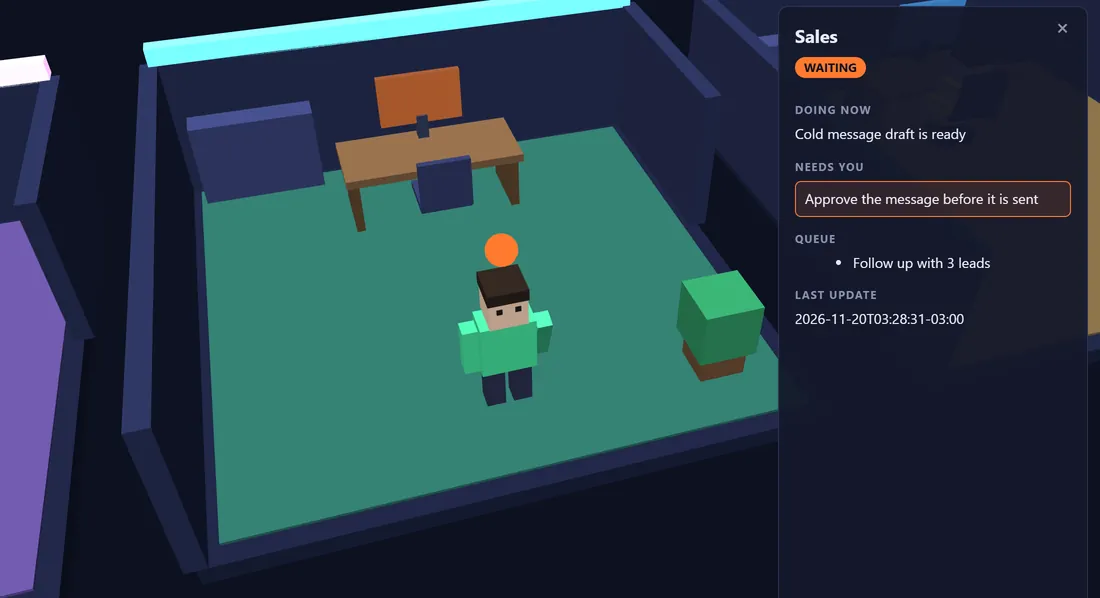 Sales
WAITING
DOING NOW
Cold message draft is ready
NEEDS YOU
Approve the message before it is sent
QUEUE
• Follow up with 3 leads
LAST UPDATE
2026-11-20T03:28:31-03:00